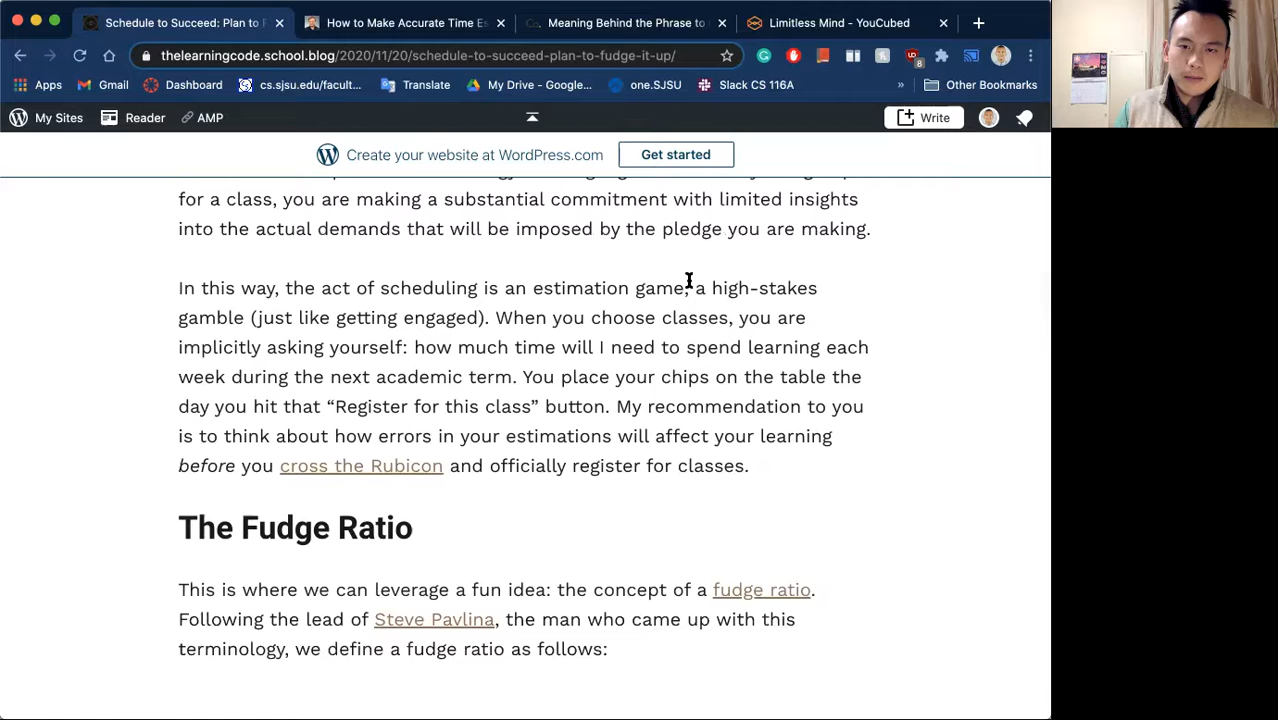 Schedule to Succeed: Plan to F
How to Make Accurate Time Es
Meaning Behind the Phrase to
Limitless Mind - YouCubed
thelearningcode.school.blog/2020/11/20/schedule-to-succeed-plan-to-fudge-it-up/
8
Apps Gmail Dashboard cs.sjsu.edu/facult... Translate My Drive - Google... one.SJSU Slack CS 116A » Other Bookmarks
My Sites Reader AMP Write
Create your website at WordPress.com Get started
for a class, you are making a substantial commitment with limited insights
into the actual demands that will be imposed by the pledge you are making.
In this way, the act of scheduling is an estimation game, a high-stakes
gamble (just like getting engaged). When you choose classes, you are
implicitly asking yourself: how much time will I need to spend learning each
week during the next academic term. You place your chips on the table the
day you hit that “Register for this class” button. My recommendation to you
is to think about how errors in your estimations will affect your learning
before you cross the Rubicon and officially register for classes.
The Fudge Ratio
This is where we can leverage a fun idea: the concept of a fudge ratio.
Following the lead of Steve Pavlina, the man who came up with this
terminology, we define a fudge ratio as follows: